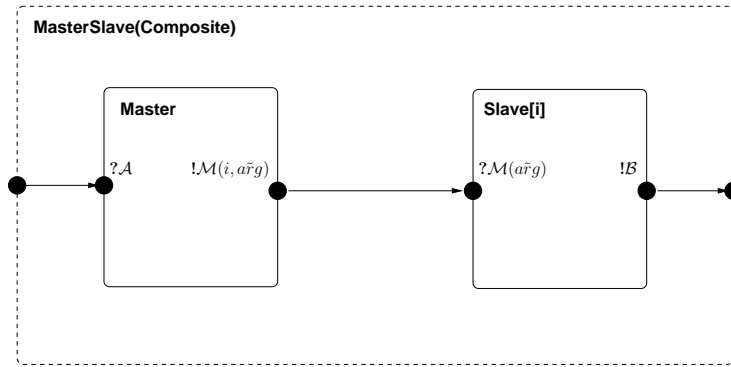 MasterSlave(Composite)
Master
Slave[i]
?𝒜
!ℳ(i, ar̃g)
?ℳ(ar̃g)
!ℬ